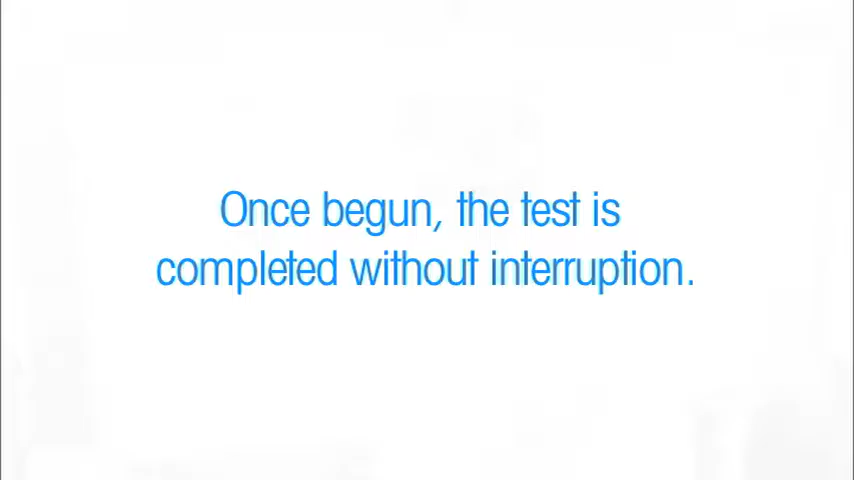 Once begun, the test is
completed without interruption.